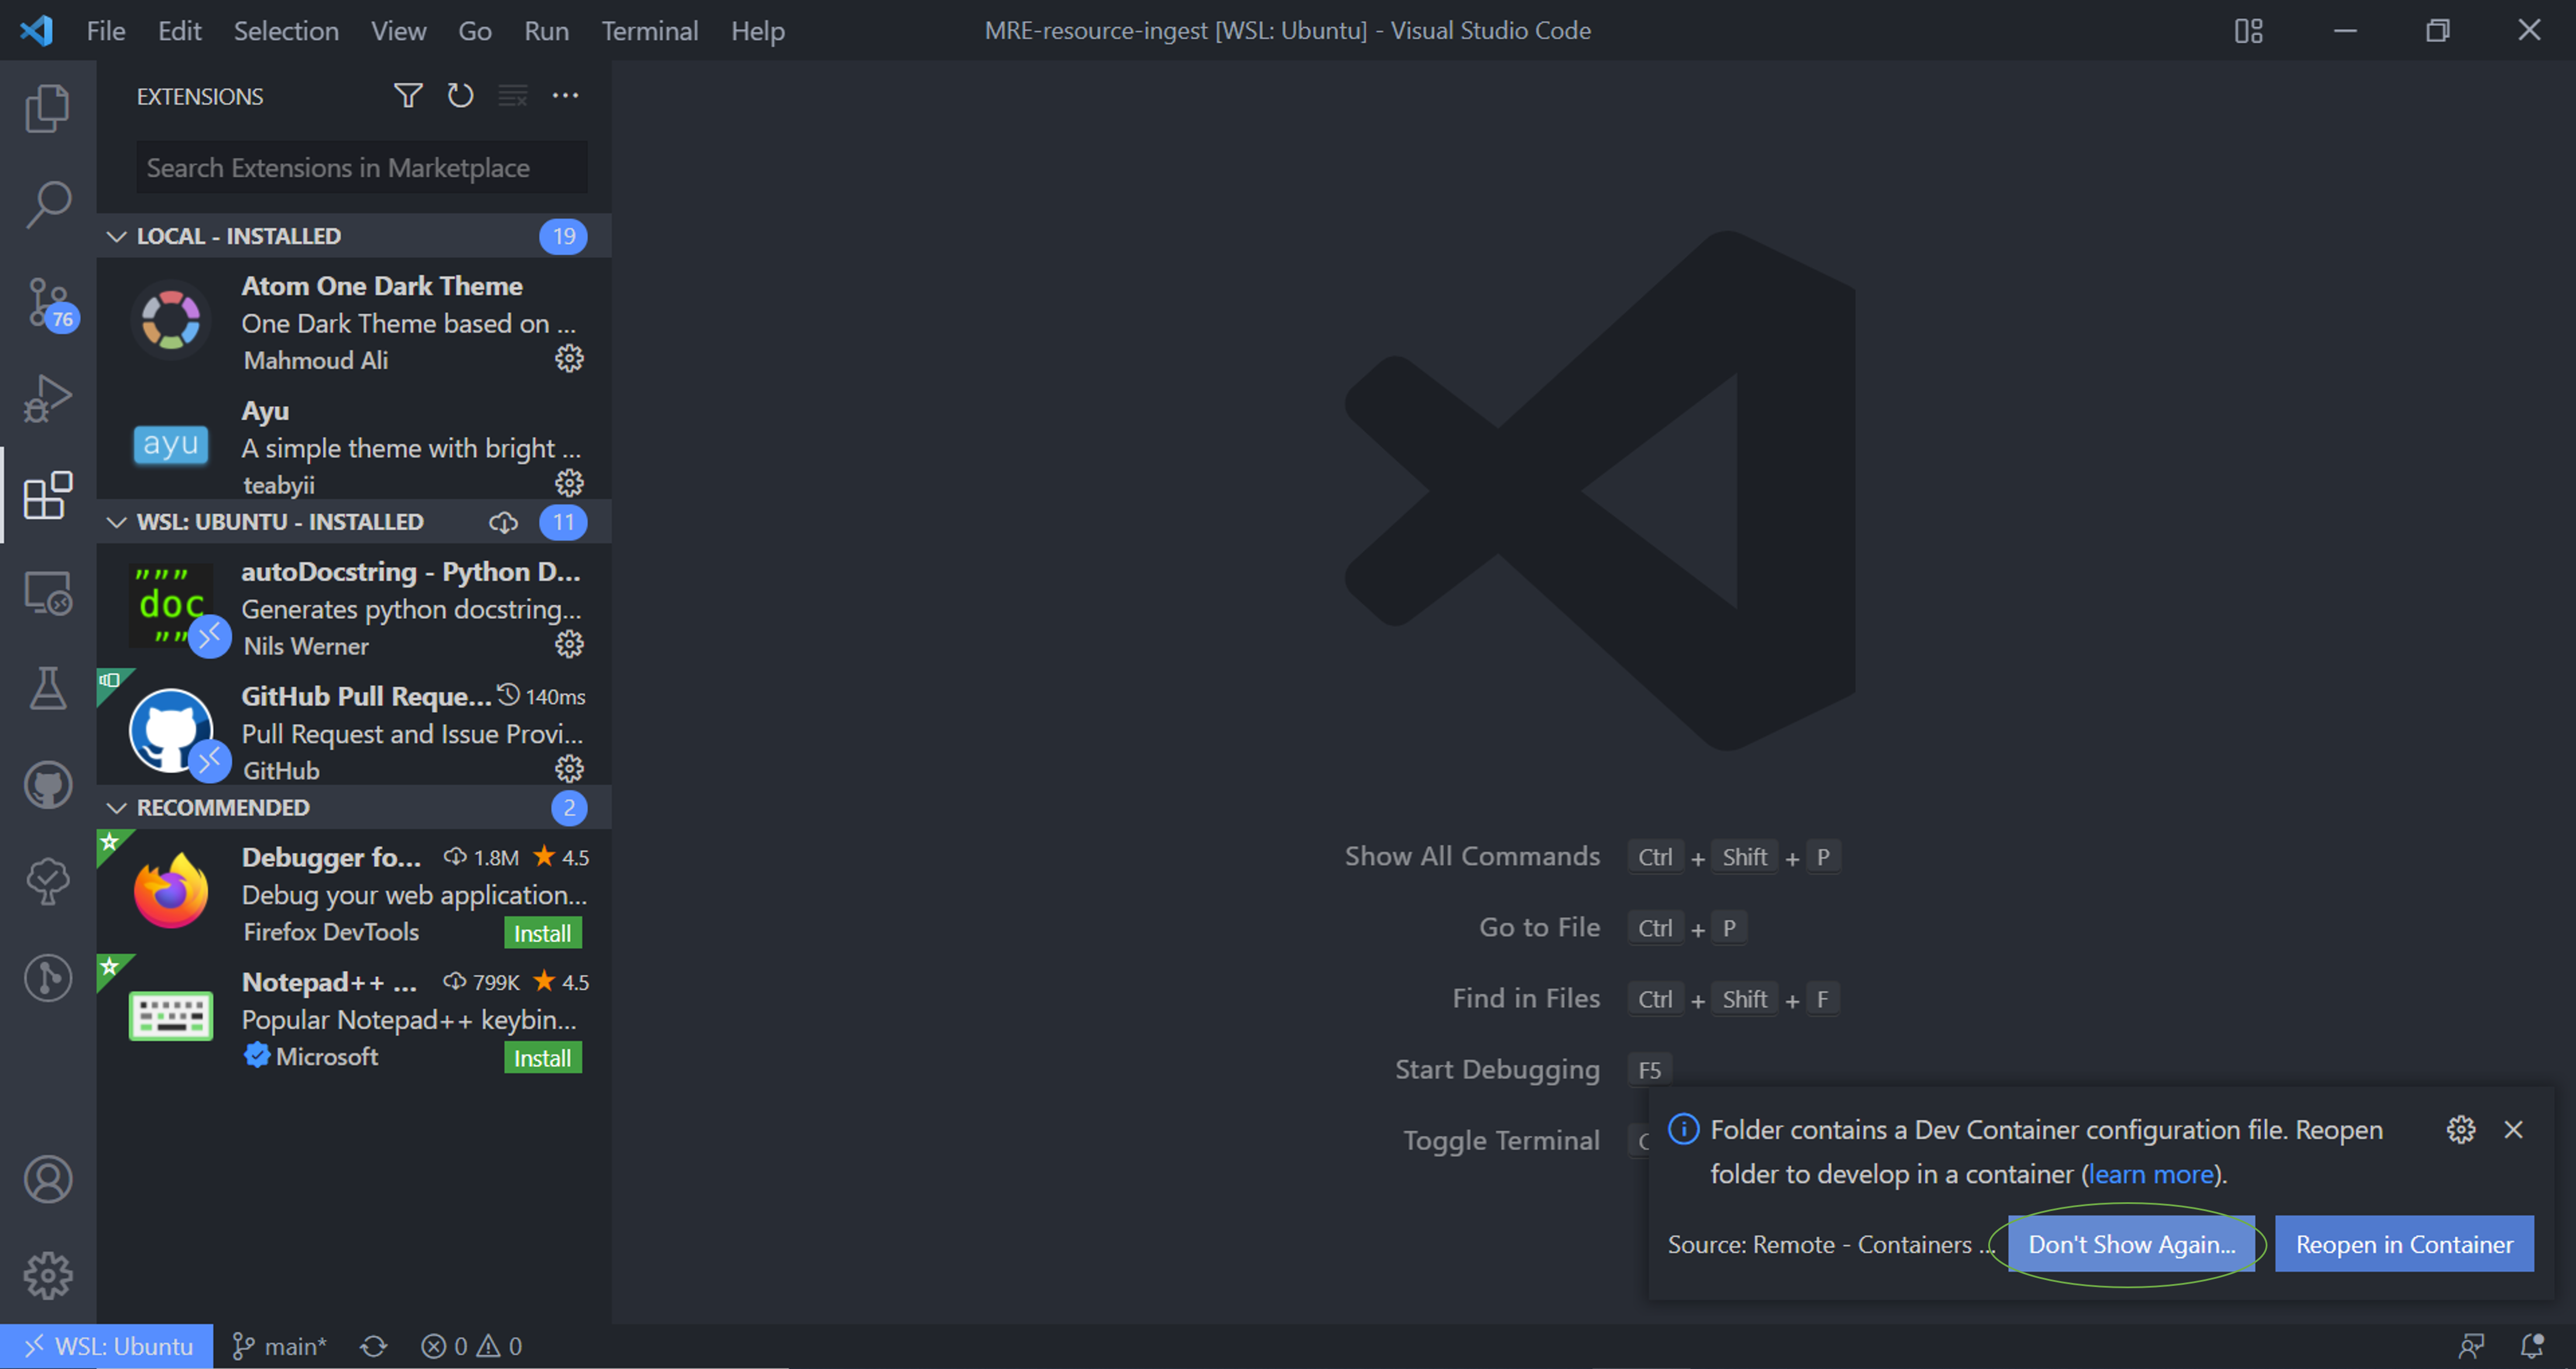 File Edit Selection View Go Run Terminal Help
MRE-resource-ingest [WSL: Ubuntu] - Visual Studio Code
EXTENSIONS
Search Extensions in Marketplace
LOCAL - INSTALLED 19
Atom One Dark Theme
One Dark Theme based on ...
Mahmoud Ali
ayu
Ayu
A simple theme with bright ...
teabyii
76
WSL: UBUNTU - INSTALLED 11
"""
doc
""
autoDocstring - Python D...
Generates python docstring...
Nils Werner
GitHub Pull Reque... 140ms
Pull Request and Issue Provi...
GitHub
RECOMMENDED 2
Debugger fo... 1.8M 4.5
Debug your web application...
Firefox DevTools Install
Notepad++ ... 799K 4.5
Popular Notepad++ keybin...
Microsoft Install
Show All Commands Ctrl + Shift + P
Go to File Ctrl + P
Find in Files Ctrl + Shift + F
Start Debugging F5
Toggle Terminal C
Folder contains a Dev Container configuration file. Reopen
folder to develop in a container (learn more).
Source: Remote - Containers ... Don't Show Again... Reopen in Container
WSL: Ubuntu main* 0 0